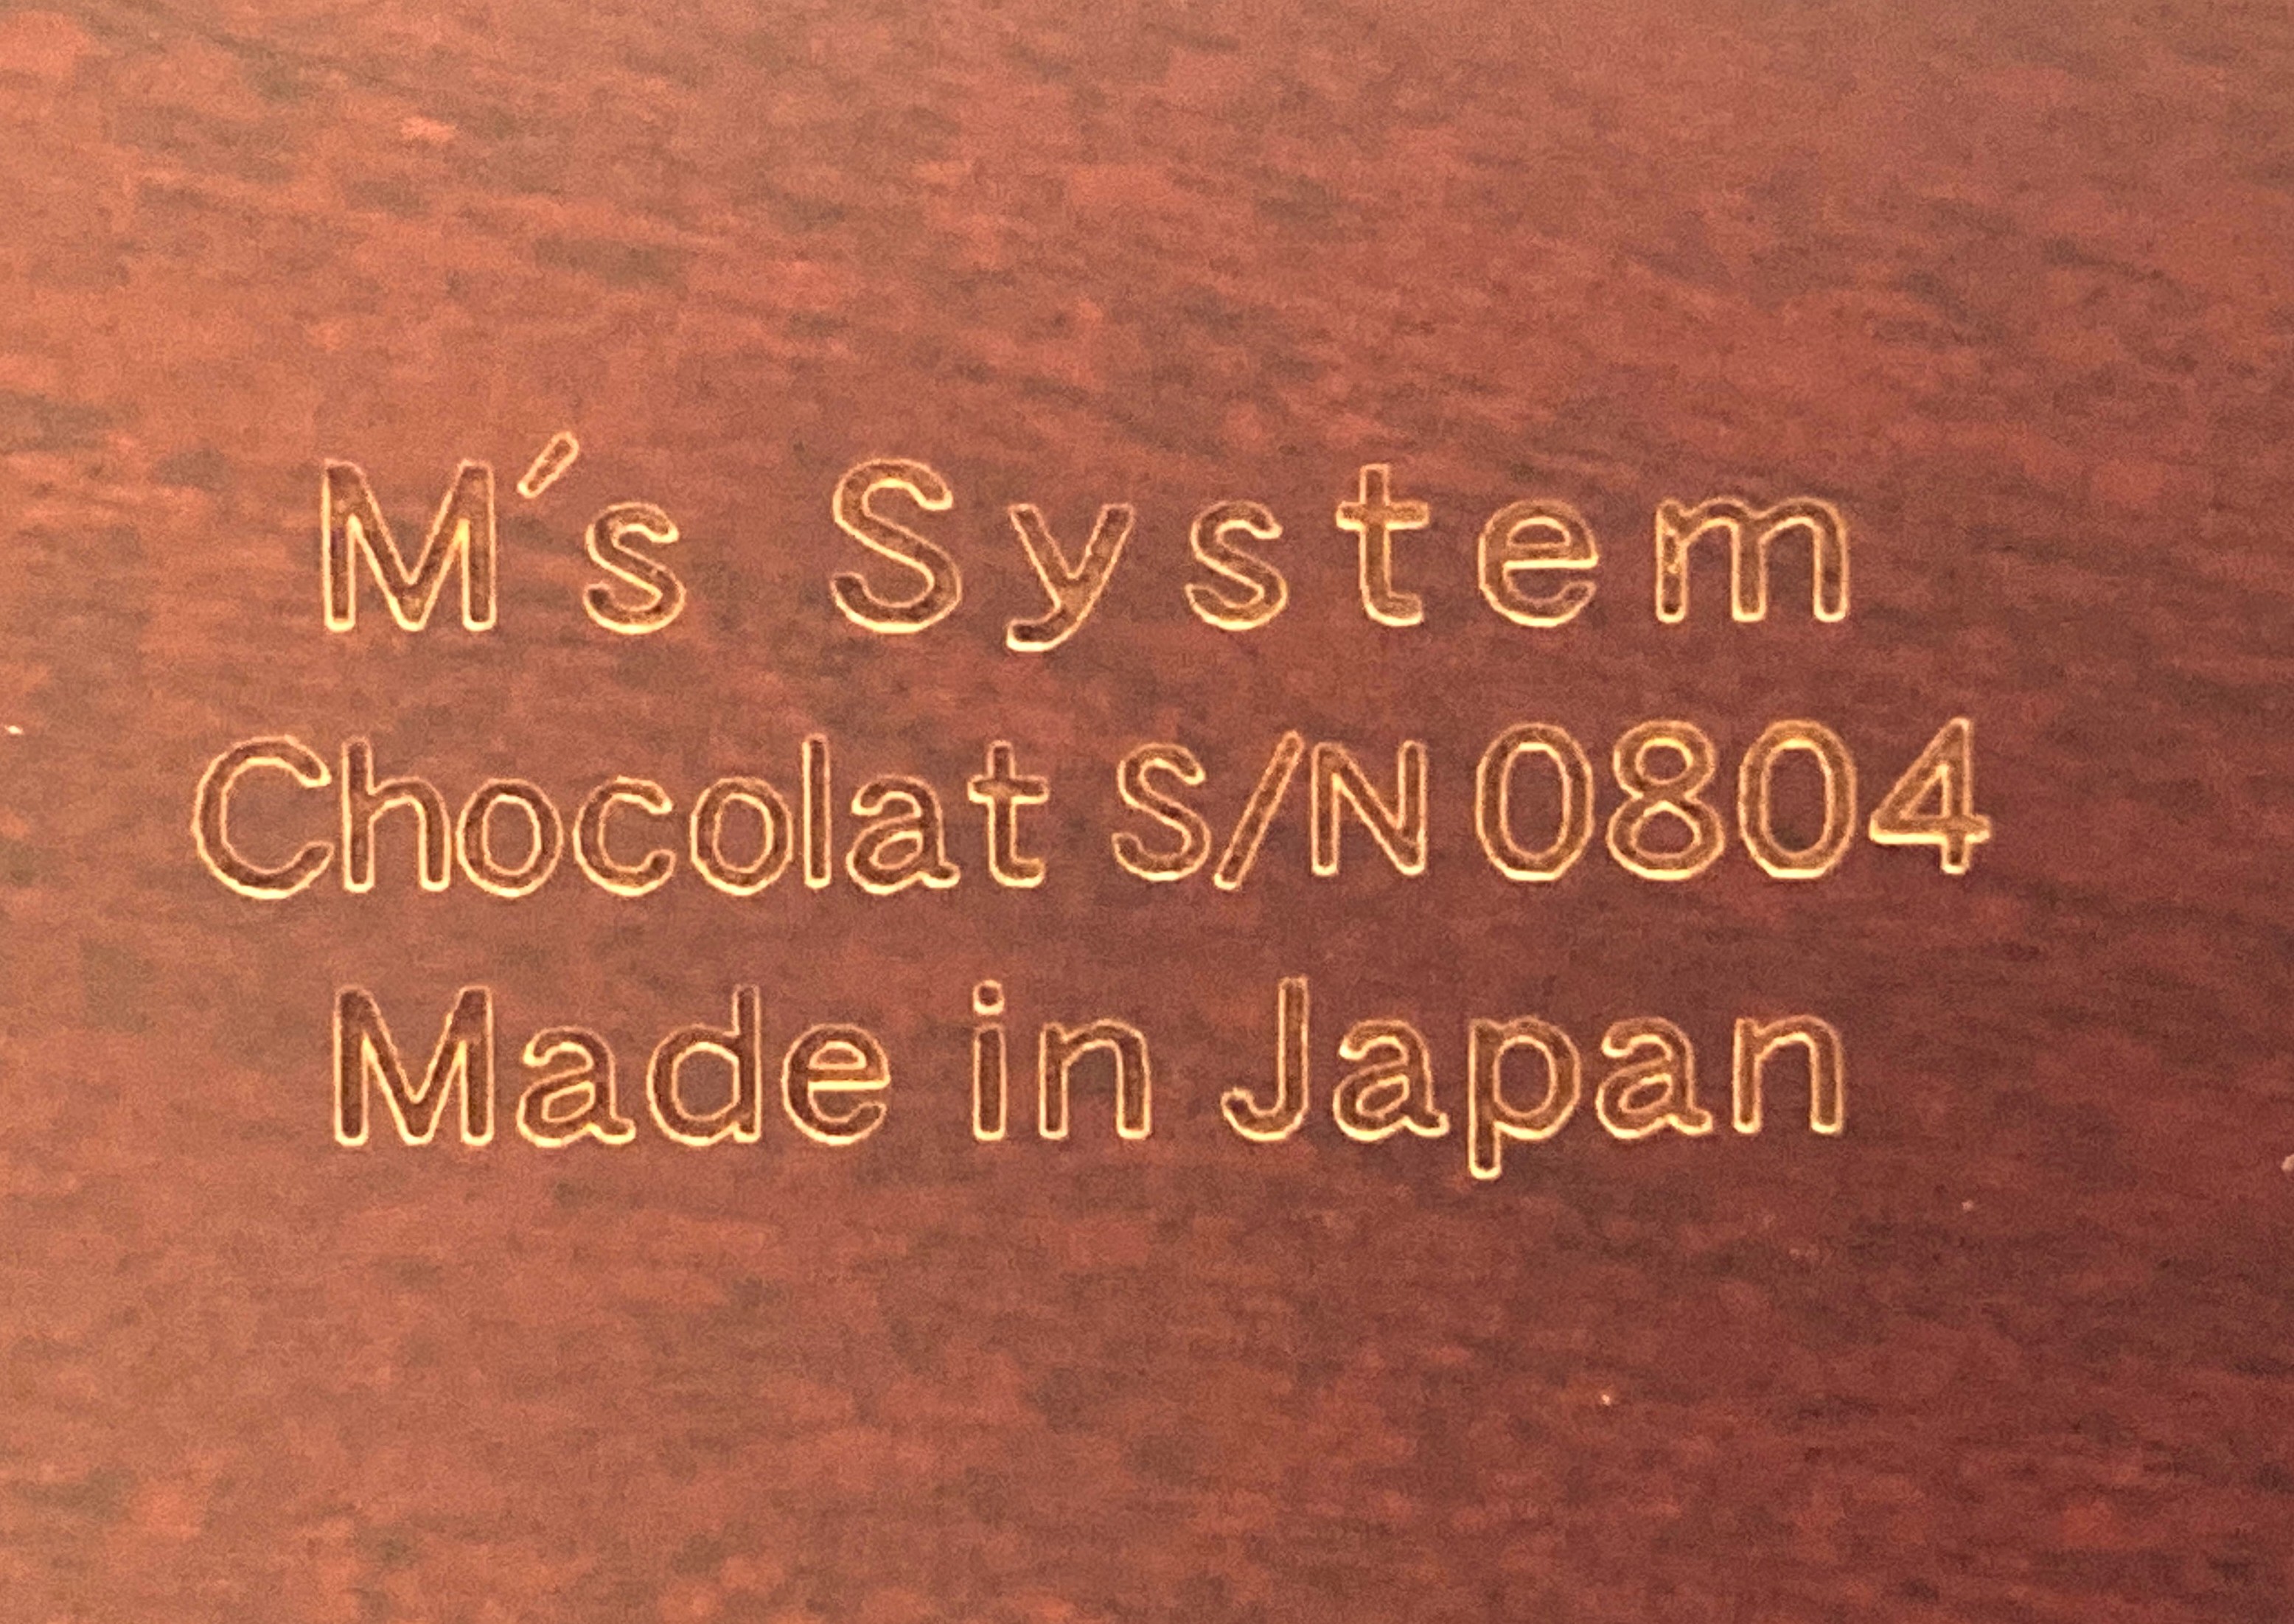 M's System
Chocolat S/N 0804
Made in Japan